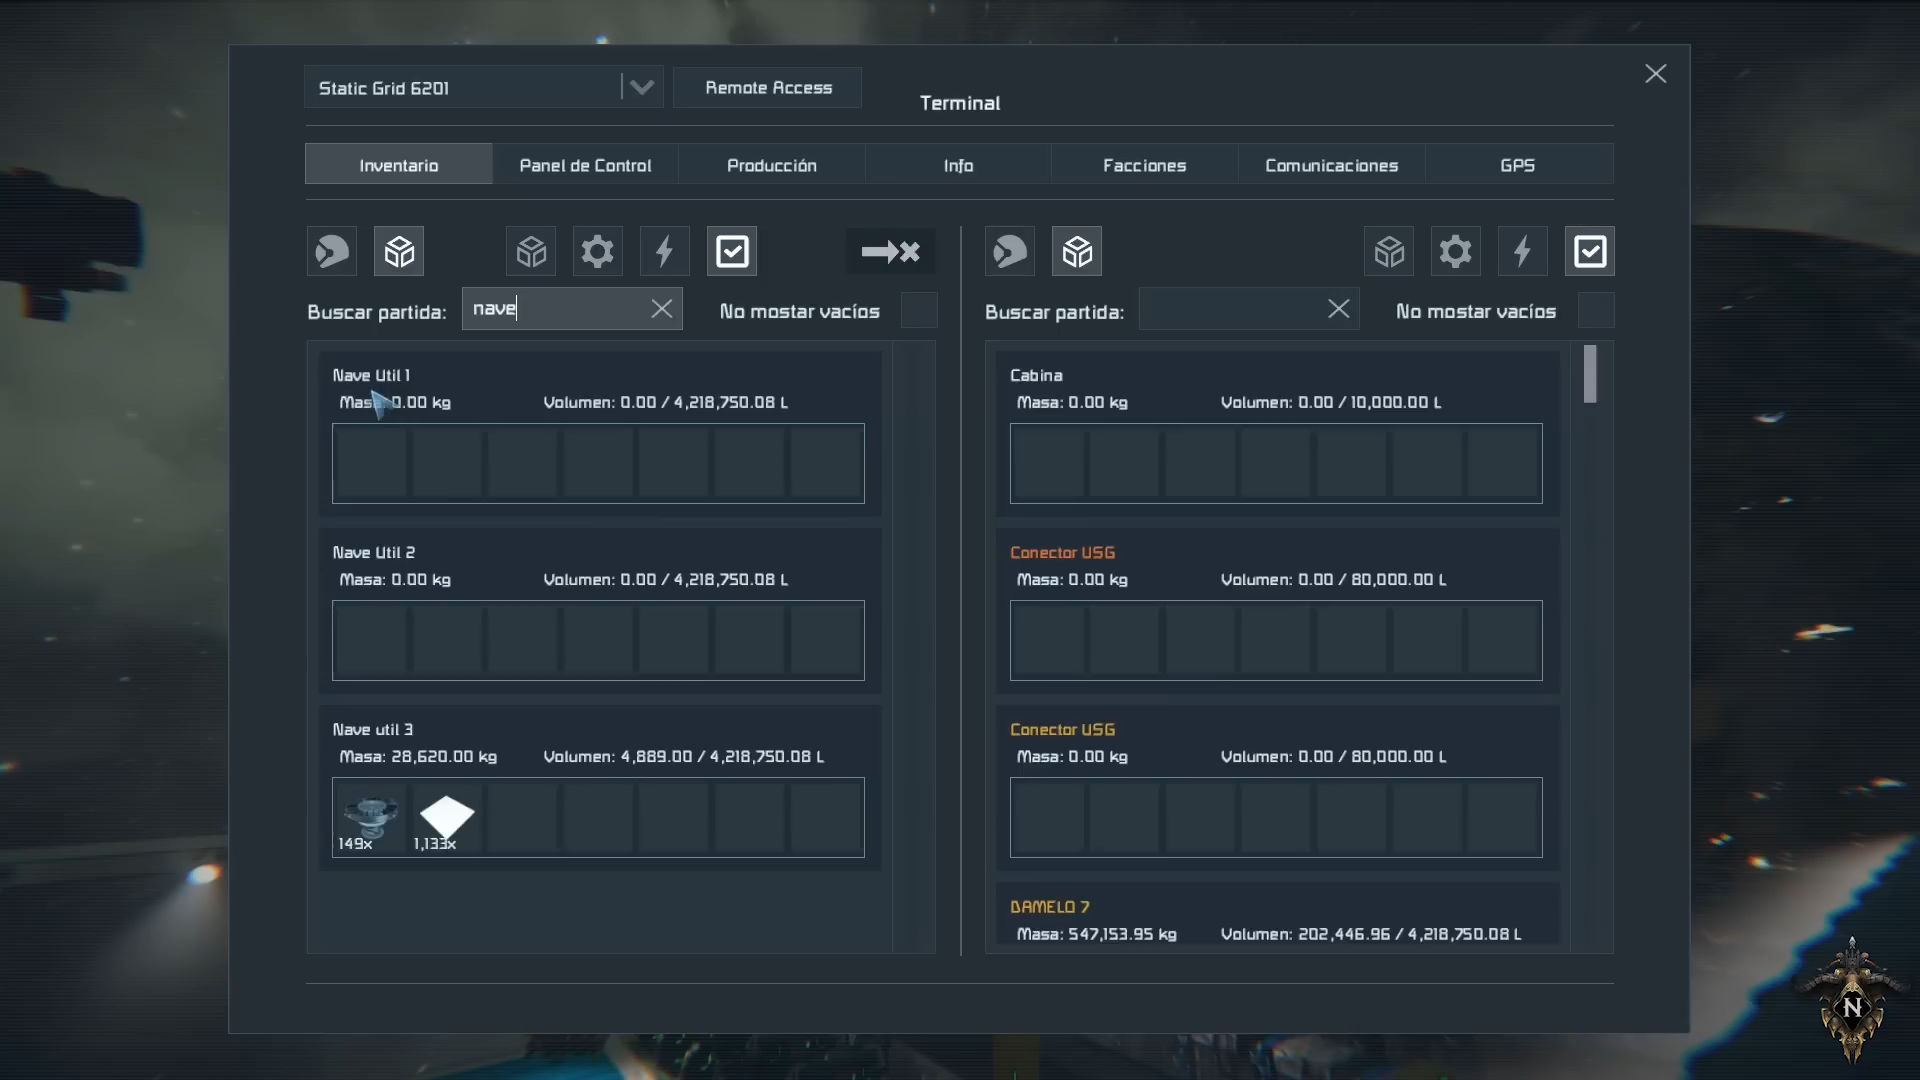 Static Grid 6201
Remote Access
Terminal
Inventario
Panel de Control
Producción
Info
Facciones
Comunicaciones
GPS
Buscar partida:
nave
No mostar vacíos
Nave Util 1
Masa: 0.00 kg
Volumen: 0.00 / 4,218,750.08 L
Nave Util 2
Masa: 0.00 kg
Volumen: 0.00 / 4,218,750.08 L
Nave util 3
Masa: 28,620.00 kg
Volumen: 4,889.00 / 4,218,750.08 L
149x
1,133x
Buscar partida:
No mostar vacíos
Cabina
Masa: 0.00 kg
Volumen: 0.00 / 10,000.00 L
Conector USG
Masa: 0.00 kg
Volumen: 0.00 / 80,000.00 L
Conector USG
Masa: 0.00 kg
Volumen: 0.00 / 80,000.00 L
DAMELO 7
Masa: 547,153.95 kg
Volumen: 202,446.96 / 4,218,750.08 L
N